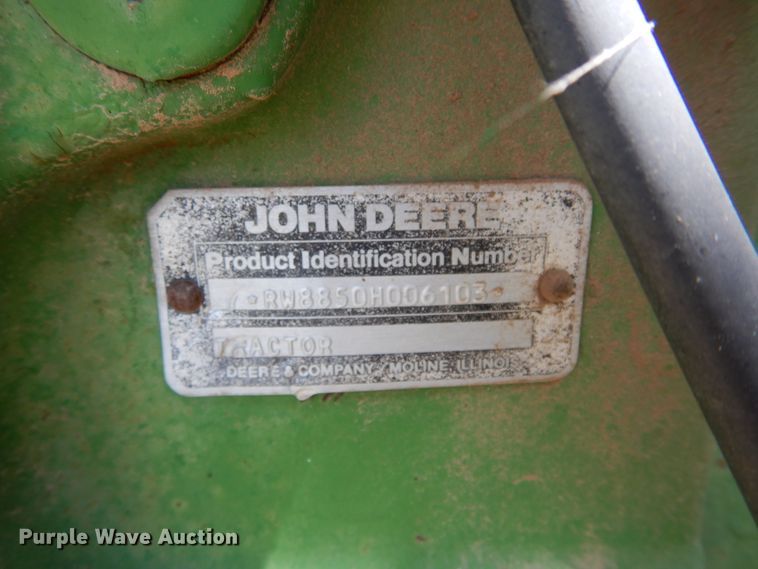 JOHN DEERE
Product Identification Number
*RW8850H006103*
TRACTOR
DEERE & COMPANY MOLINE ILLINOIS
Purple Wave Auction